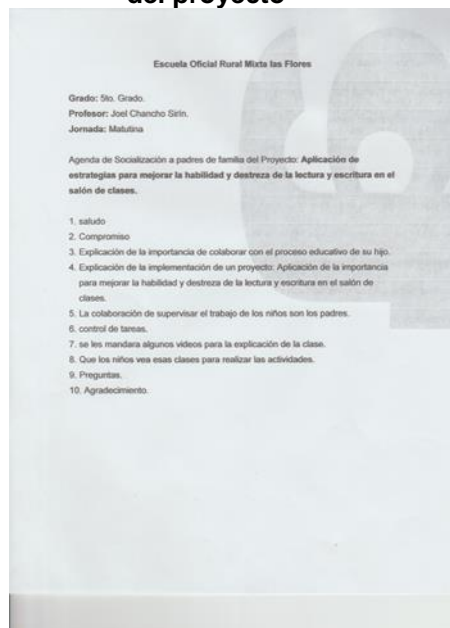 del proyecto
Escuela Oficial Rural Mixta las Flores
Grado: 5to. Grado.
Profesor: Joel Chancho Sirin.
Jornada: Matutina
Agenda de Socialización a padres de familia del Proyecto: Aplicación de
estrategias para mejorar la habilidad y destreza de la lectura y escritura en el
salón de clases.
1. saludo
2. Compromiso
3. Explicación de la importancia de colaborar con el proceso educativo de su hijo.
4. Explicación de la implementación de un proyecto: Aplicación de la importancia
para mejorar la habilidad y destreza de la lectura y escritura en el salón de
clases.
5. La colaboración de supervisar el trabajo de los niños son los padres.
6. control de tareas.
7. se les mandara algunos videos para la explicación de la clase.
8. Que los niños vea esas clases para realizar las actividades.
9. Preguntas.
10. Agradecimiento.